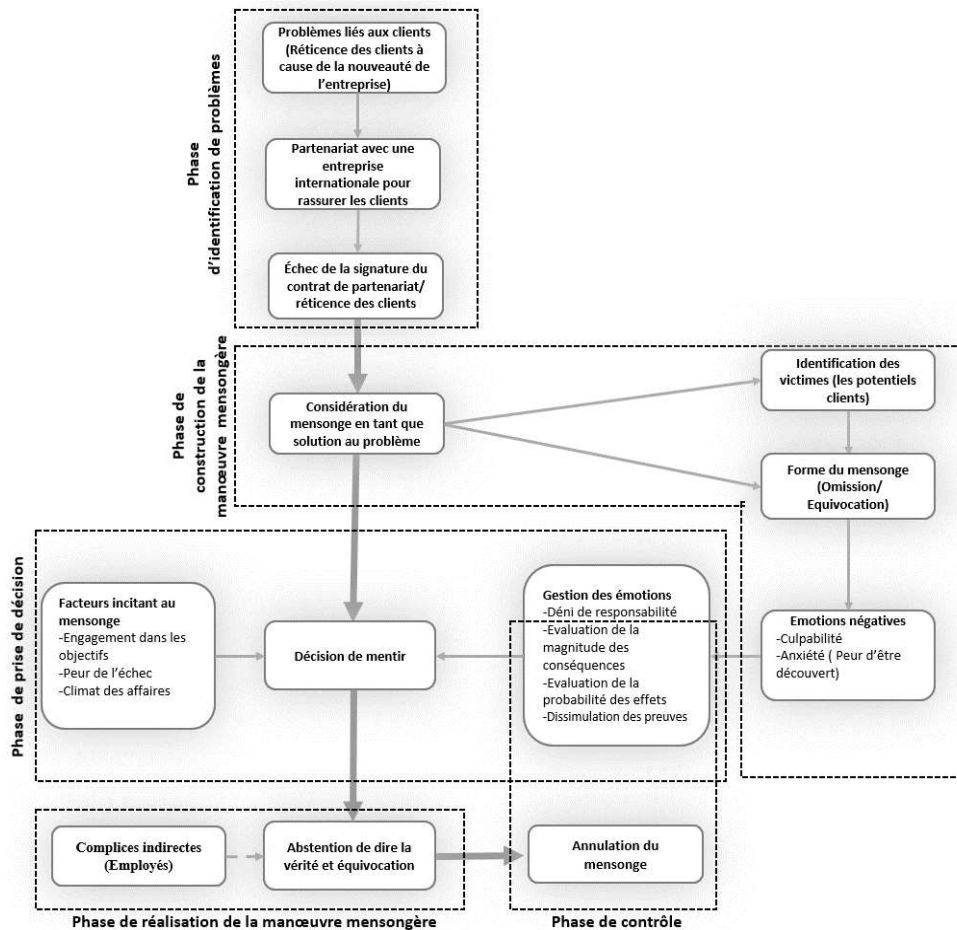 Problèmes liés aux clients
(Réticence des clients à
cause de la nouveauté de
l'entreprise)
Phase
d'identification de problèmes
Partenariat avec une
entreprise
internationale pour
rassurer les clients
Échec de la signature du
contrat de partenariat/
réticence des clients
Phase de
construction de la
manœuvre mensongère
Considération du
mensonge en tant que
solution au problème
Identification des
victimes (les potentiels
clients)
Forme du mensonge
(Omission/
Equivocation)
Phase de prise de décision
Facteurs incitant au
mensonge
-Engagement dans les
objectifs
-Peur de l'échec
-Climat des affaires
Décision de mentir
Gestion des émotions
-Déni de responsabilité
-Evaluation de la
magnitude des
conséquences
-Evaluation de la
probabilité des effets
-Dissimulation des preuves
Emotions négatives
-Culpabilité
-Anxiété ( Peur d'être
découvert)
Complices indirectes
(Employés)
Abstention de dire la
vérité et équivocation
Annulation du
mensonge
Phase de réalisation de la manœuvre mensongère
Phase de contrôle